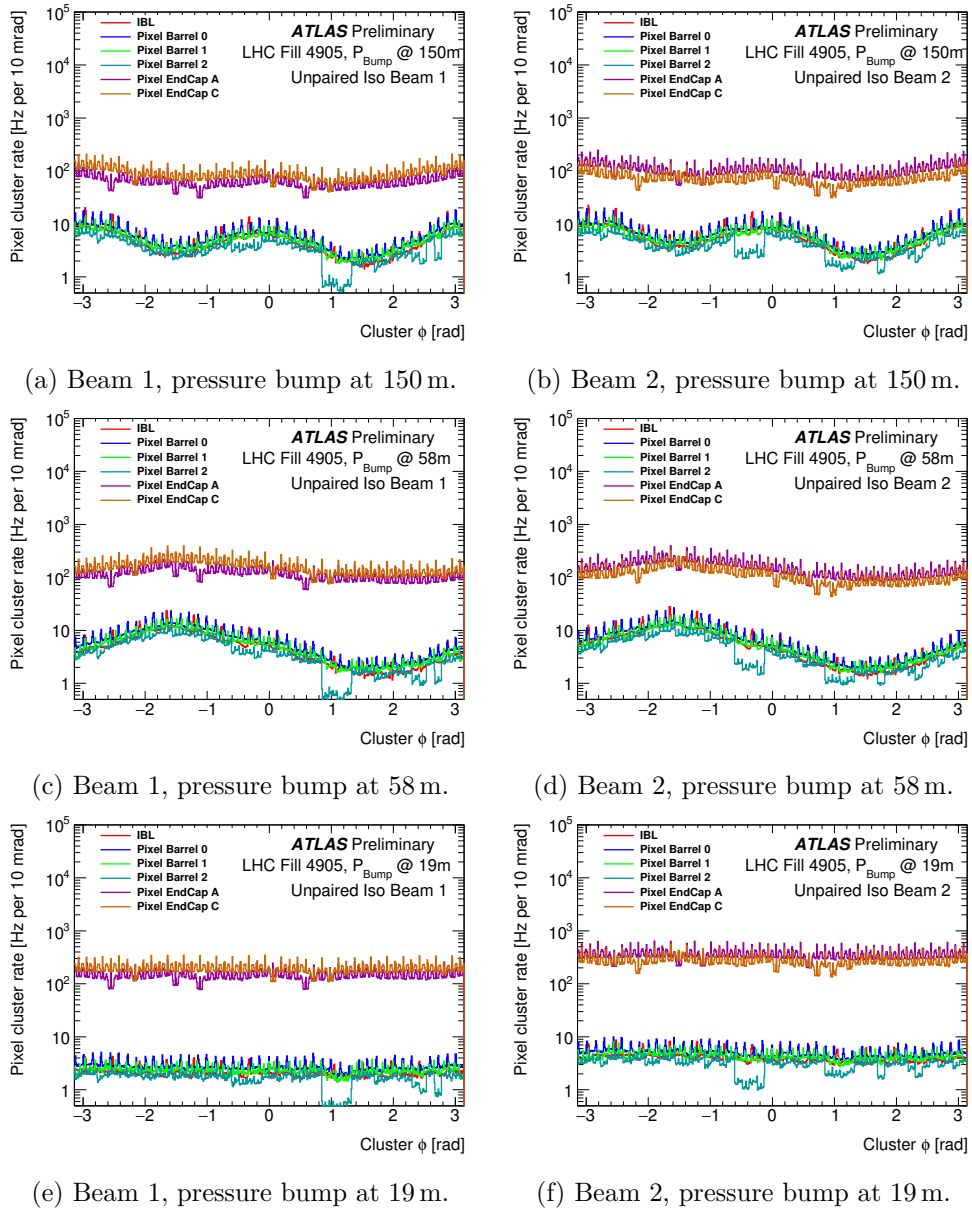 IBL
Pixel Barrel 0
Pixel Barrel 1
Pixel Barrel 2
Pixel EndCap A
Pixel EndCap C
ATLAS Preliminary
LHC Fill 4905, P_Bump @ 150m
Unpaired Iso Beam 1
Pixel cluster rate [Hz per 10 mrad]
10^5
10^4
10^3
10^2
10
1
−3 −2 −1 0 1 2 3
Cluster ϕ [rad]
(a) Beam 1, pressure bump at 150 m.
IBL
Pixel Barrel 0
Pixel Barrel 1
Pixel Barrel 2
Pixel EndCap A
Pixel EndCap C
ATLAS Preliminary
LHC Fill 4905, P_Bump @ 150m
Unpaired Iso Beam 2
Pixel cluster rate [Hz per 10 mrad]
10^5
10^4
10^3
10^2
10
1
−3 −2 −1 0 1 2 3
Cluster ϕ [rad]
(b) Beam 2, pressure bump at 150 m.
IBL
Pixel Barrel 0
Pixel Barrel 1
Pixel Barrel 2
Pixel EndCap A
Pixel EndCap C
ATLAS Preliminary
LHC Fill 4905, P_Bump @ 58m
Unpaired Iso Beam 1
Pixel cluster rate [Hz per 10 mrad]
10^5
10^4
10^3
10^2
10
1
−3 −2 −1 0 1 2 3
Cluster ϕ [rad]
(c) Beam 1, pressure bump at 58 m.
IBL
Pixel Barrel 0
Pixel Barrel 1
Pixel Barrel 2
Pixel EndCap A
Pixel EndCap C
ATLAS Preliminary
LHC Fill 4905, P_Bump @ 58m
Unpaired Iso Beam 2
Pixel cluster rate [Hz per 10 mrad]
10^5
10^4
10^3
10^2
10
1
−3 −2 −1 0 1 2 3
Cluster ϕ [rad]
(d) Beam 2, pressure bump at 58 m.
IBL
Pixel Barrel 0
Pixel Barrel 1
Pixel Barrel 2
Pixel EndCap A
Pixel EndCap C
ATLAS Preliminary
LHC Fill 4905, P_Bump @ 19m
Unpaired Iso Beam 1
Pixel cluster rate [Hz per 10 mrad]
10^5
10^4
10^3
10^2
10
1
−3 −2 −1 0 1 2 3
Cluster ϕ [rad]
(e) Beam 1, pressure bump at 19 m.
IBL
Pixel Barrel 0
Pixel Barrel 1
Pixel Barrel 2
Pixel EndCap A
Pixel EndCap C
ATLAS Preliminary
LHC Fill 4905, P_Bump @ 19m
Unpaired Iso Beam 2
Pixel cluster rate [Hz per 10 mrad]
10^5
10^4
10^3
10^2
10
1
−3 −2 −1 0 1 2 3
Cluster ϕ [rad]
(f) Beam 2, pressure bump at 19 m.